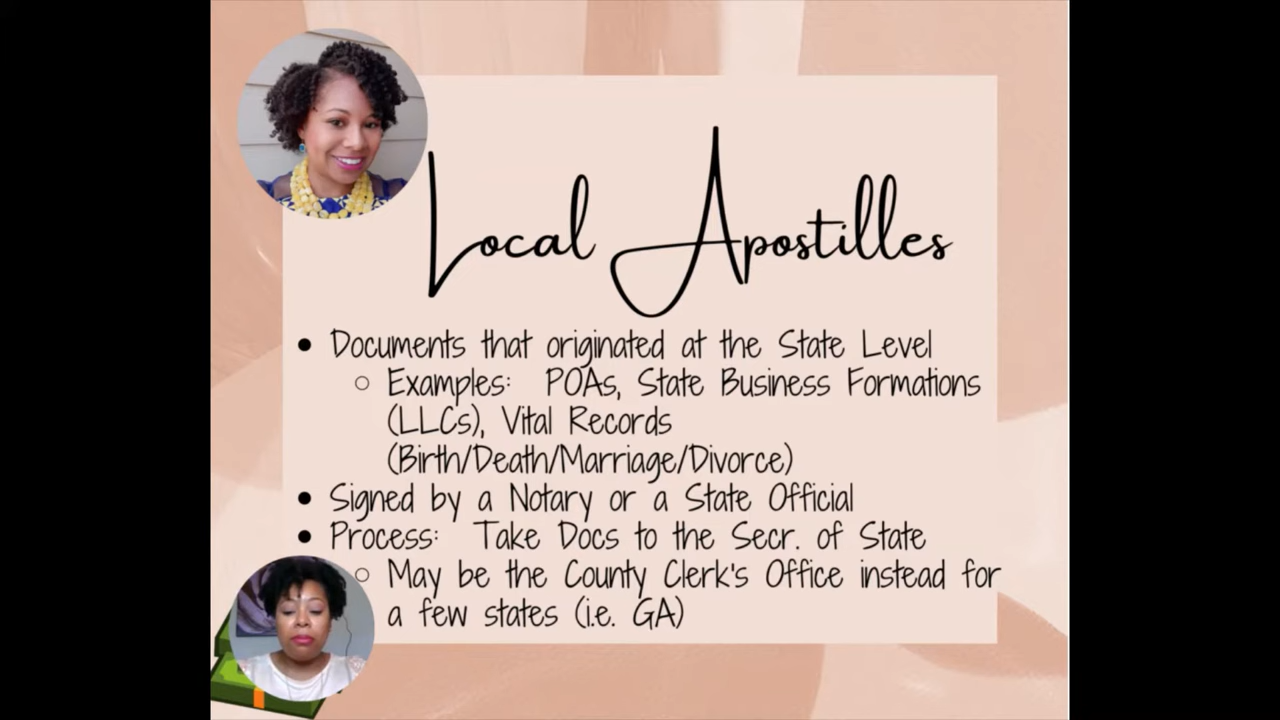 Local Apostilles
Documents that originated at the State Level
Examples: POAs, State Business Formations
(LLCs), Vital Records
(Birth/Death/Marriage/Divorce)
Signed by a Notary or a State Official
Process: Take Docs to the Secr. of State
May be the County Clerk's Office instead for
a few states (i.e. GA)